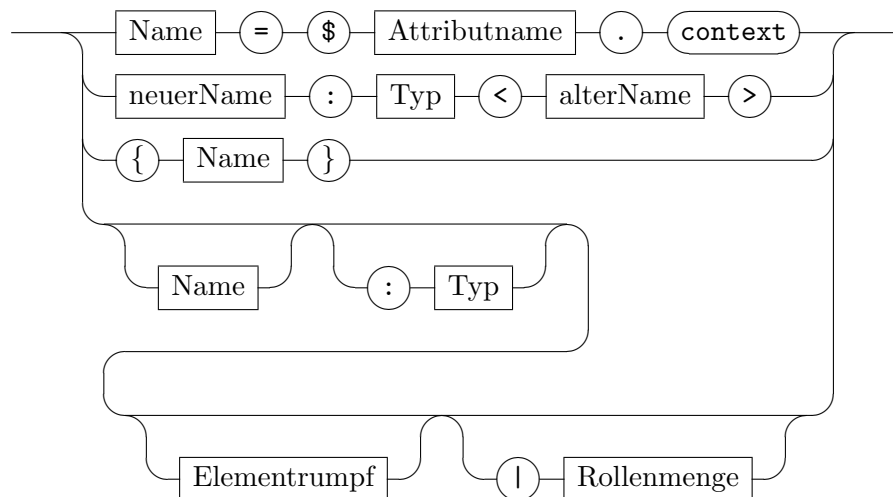 Name = $ Attributname . context
neuerName : Typ < alterName >
{ Name }
Name : Typ
Elementrumpf | Rollenmenge